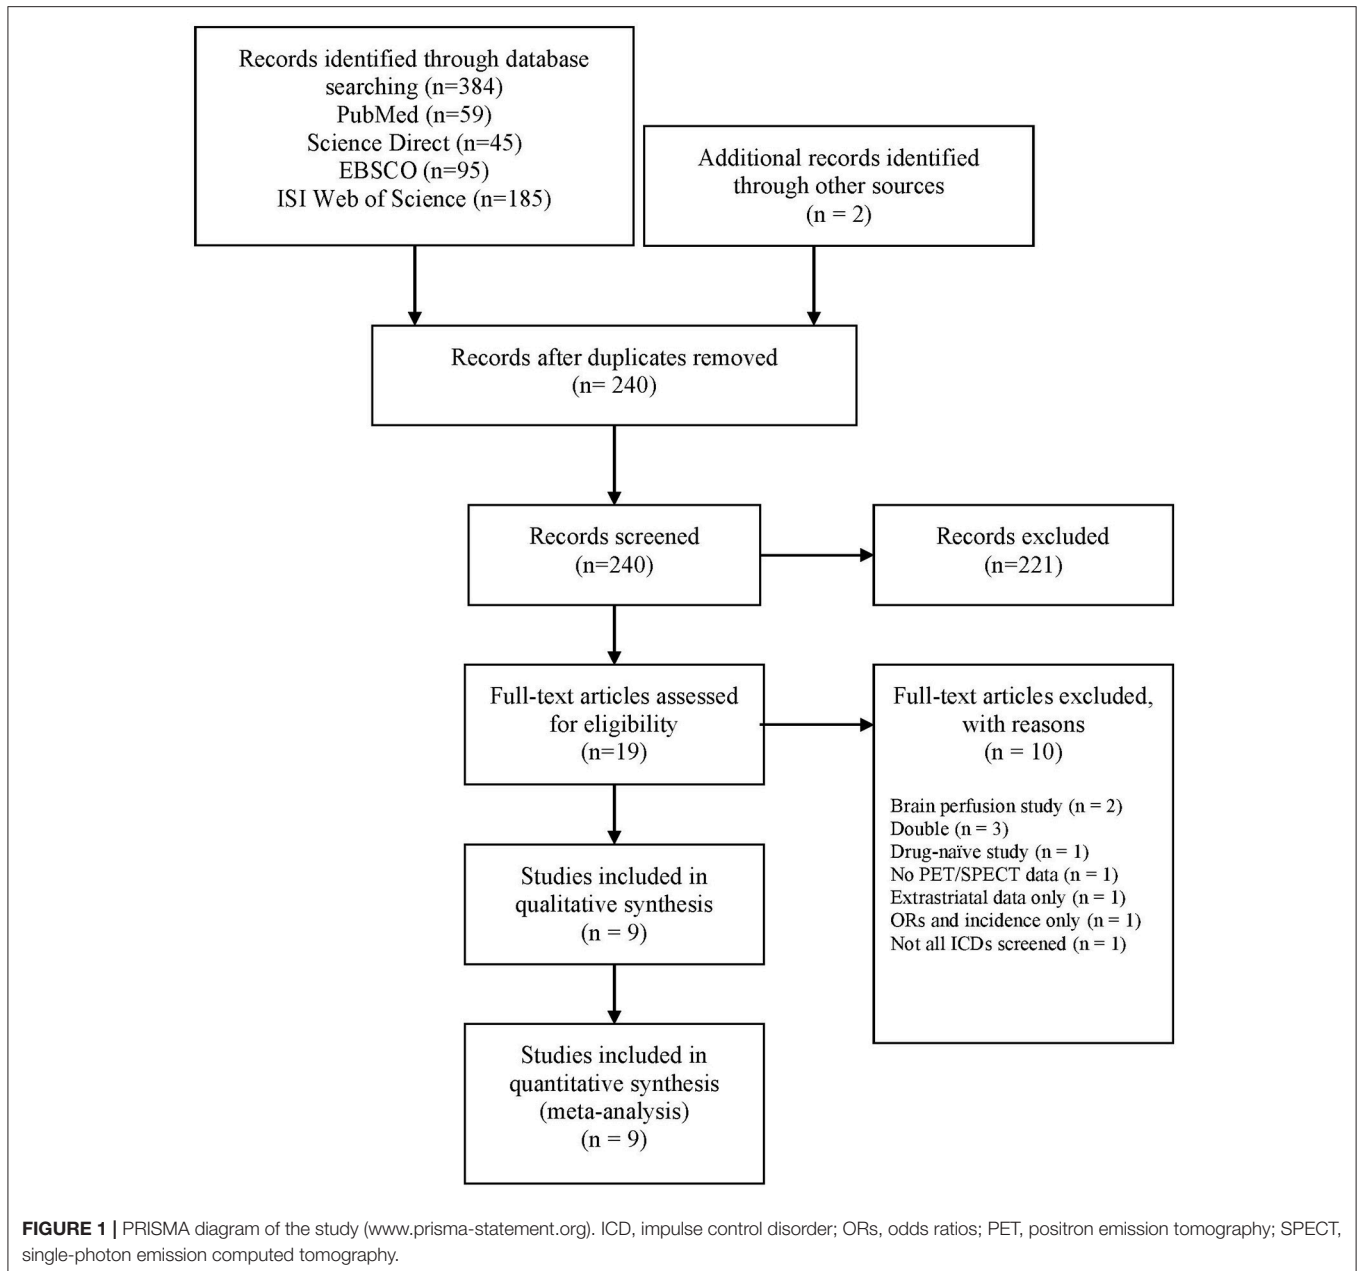 Records identified through database
searching (n=384)
PubMed (n=59)
Science Direct (n=45)
EBSCO (n=95)
ISI Web of Science (n=185)
Additional records identified
through other sources
(n = 2)
Records after duplicates removed
(n= 240)
Records screened
(n=240)
Records excluded
(n=221)
Full-text articles assessed
for eligibility
(n=19)
Full-text articles excluded,
with reasons
(n = 10)
Brain perfusion study (n = 2)
Double (n = 3)
Drug-naïve study (n = 1)
No PET/SPECT data (n = 1)
Extrastriatal data only (n = 1)
ORs and incidence only (n = 1)
Not all ICDs screened (n = 1)
Studies included in
qualitative synthesis
(n = 9)
Studies included in
quantitative synthesis
(meta-analysis)
(n = 9)
FIGURE 1 | PRISMA diagram of the study (www.prisma-statement.org). ICD, impulse control disorder; ORs, odds ratios; PET, positron emission tomography; SPECT,
single-photon emission computed tomography.